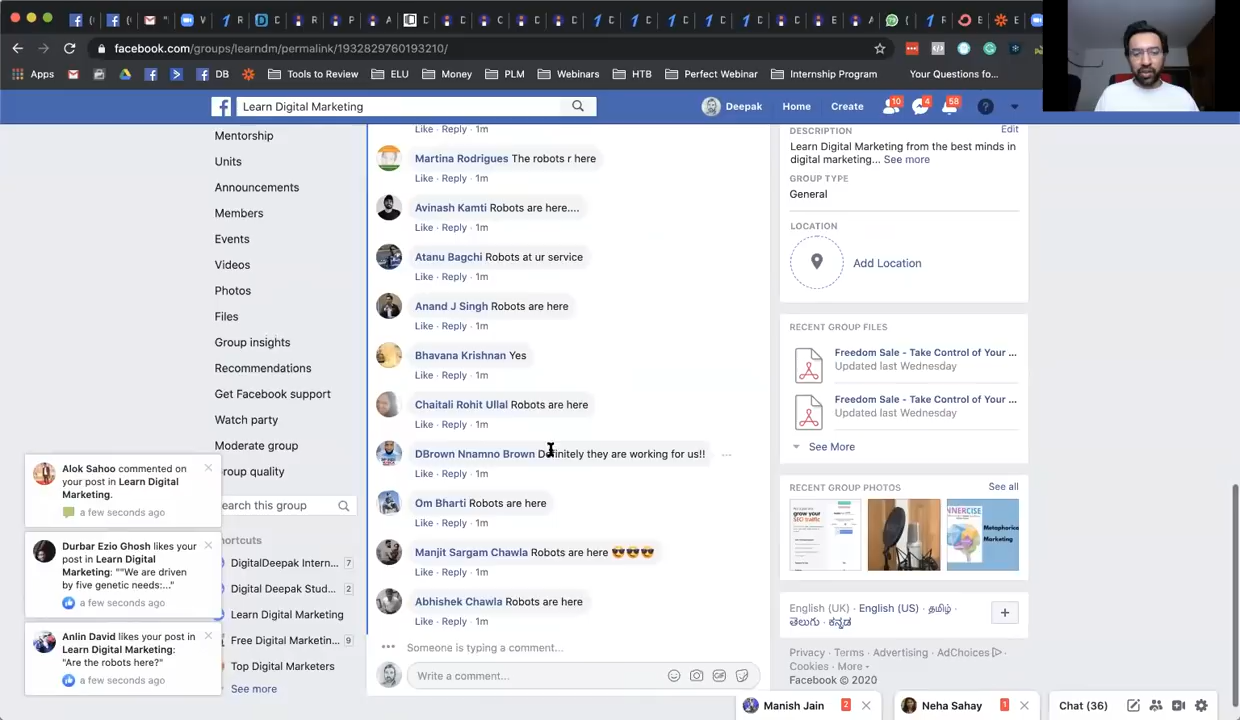 facebook.com/groups/learndm/permalink/1932829760193210/
Apps
DB
Tools to Review
ELU
Money
PLM
Webinars
HTB
Perfect Webinar
Internship Program
Your Questions fo...
Learn Digital Marketing
Deepak
Home
Create
10
4
58
Mentorship
Units
Announcements
Members
Events
Videos
Photos
Files
Group insights
Recommendations
Get Facebook support
Watch party
Moderate group
Group quality
Search this group
Shortcuts
DigitalDeepak Intern... 7
Digital Deepak Stud... 2
Learn Digital Marketing
Free Digital Marketin... 9
Top Digital Marketers
See more
Alok Sahoo commented on
your post in Learn Digital
Marketing.
a few seconds ago
Durbar Ezio Ghosh likes your
post in Learn Digital
Marketing: ""We are driven
by five genetic needs:..."
a few seconds ago
Anlin David likes your post in
Learn Digital Marketing:
"Are the robots here?"
a few seconds ago
Like · Reply · 1m
Martina Rodrigues The robots r here
Like · Reply · 1m
Avinash Kamti Robots are here....
Like · Reply · 1m
Atanu Bagchi Robots at ur service
Like · Reply · 1m
Anand J Singh Robots are here
Like · Reply · 1m
Bhavana Krishnan Yes
Like · Reply · 1m
Chaitali Rohit Ullal Robots are here
Like · Reply · 1m
DBrown Nnamno Brown Definitely they are working for us!!
Like · Reply · 1m
Om Bharti Robots are here
Like · Reply · 1m
Manjit Sargam Chawla Robots are here 😎😎😎
Like · Reply · 1m
Abhishek Chawla Robots are here
Like · Reply · 1m
Someone is typing a comment...
Write a comment...
DESCRIPTION
Edit
Learn Digital Marketing from the best minds in
digital marketing... See more
GROUP TYPE
General
LOCATION
Add Location
RECENT GROUP FILES
Freedom Sale - Take Control of Your ...
Updated last Wednesday
Freedom Sale - Take Control of Your ...
Updated last Wednesday
See More
RECENT GROUP PHOTOS
See all
Metaphorical
Marketing
English (UK) · English (US) · தமிழ் ·
తెలుగు · ಕನ್ನಡ
Privacy · Terms · Advertising · AdChoices ·
Cookies · More
Facebook © 2020
Manish Jain 2
Neha Sahay 1
Chat (36)